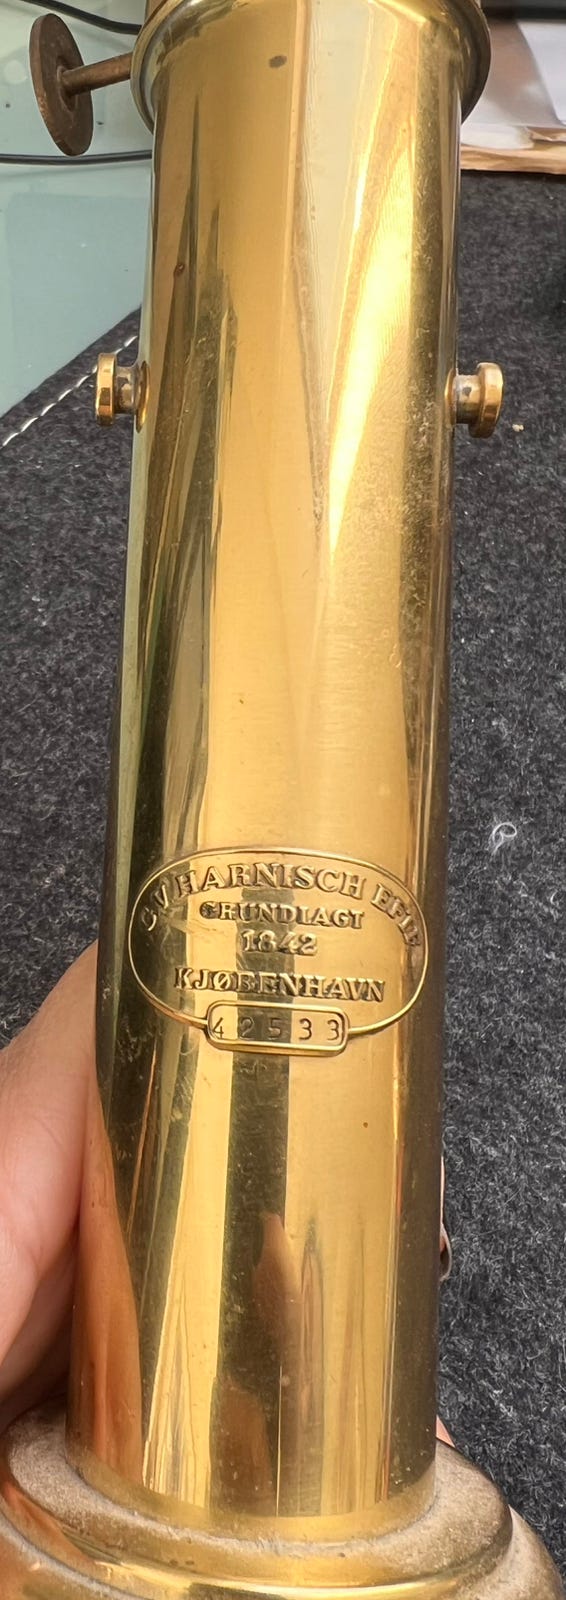 G.V. HARNISCH EFTF
GRUNDLAGT
1842
KJØBENHAVN
42533